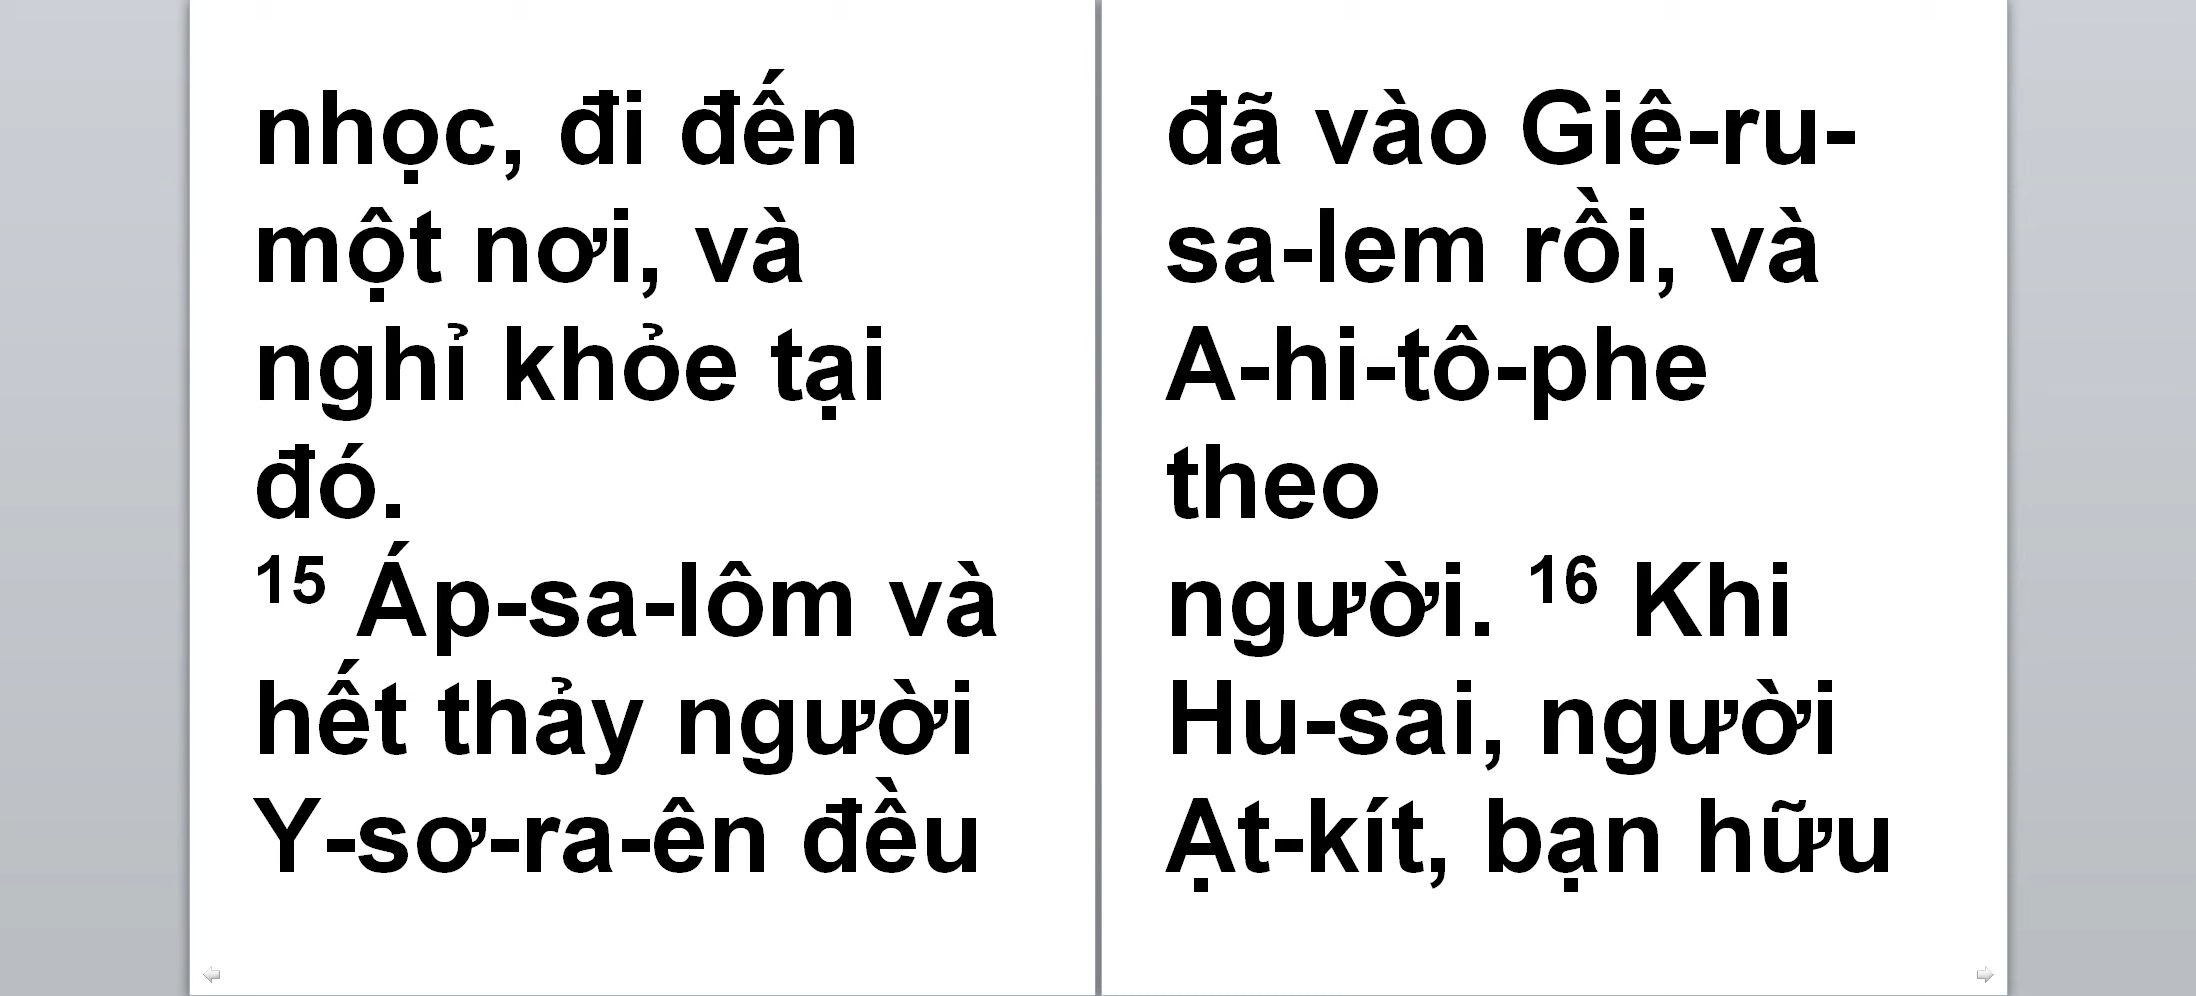 nhọc, đi đến
một nơi, và
nghỉ khỏe tại
đó.
15 Áp-sa-lôm và
hết thảy người
Y-sơ-ra-ên đều
đã vào Giê-ru-
sa-lem rồi, và
A-hi-tô-phe
theo
người. 16 Khi
Hu-sai, người
Ạt-kít, bạn hữu